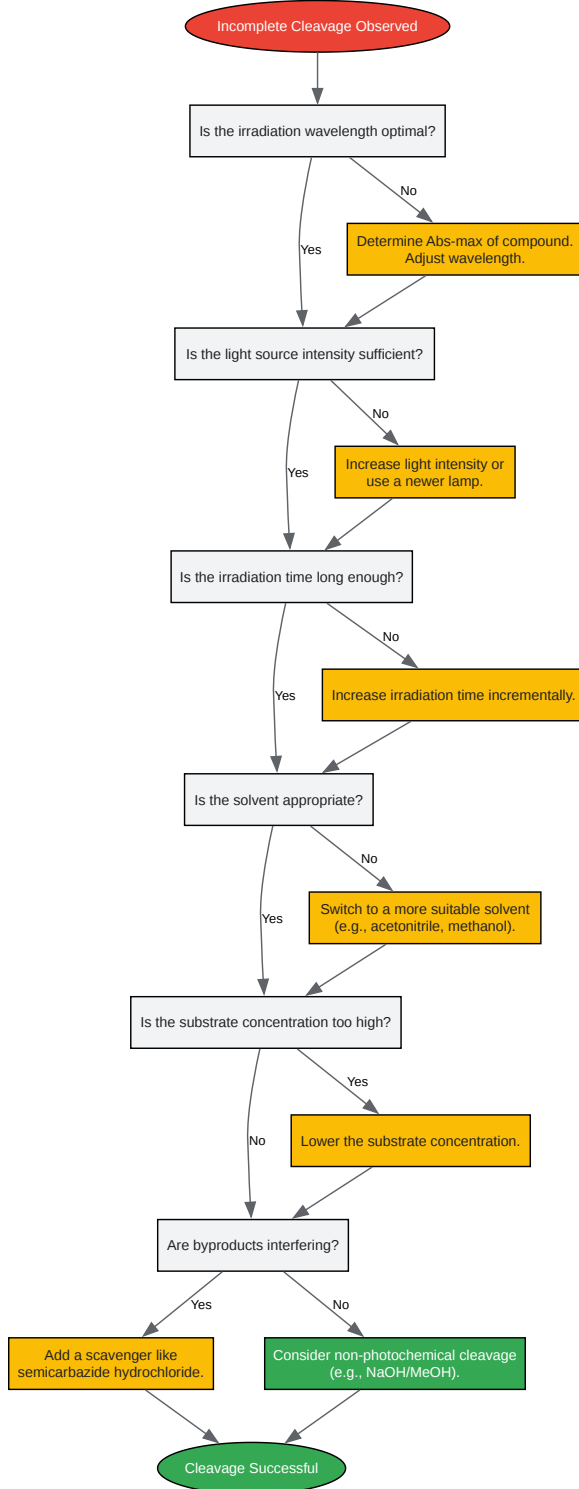 Incomplete Cleavage Observed
Is the irradiation wavelength optimal?
No
Determine Abs-max of compound.
Adjust wavelength.
Yes
Is the light source intensity sufficient?
No
Increase light intensity or
use a newer lamp.
Yes
Is the irradiation time long enough?
No
Increase irradiation time incrementally.
Yes
Is the solvent appropriate?
No
Switch to a more suitable solvent
(e.g., acetonitrile, methanol).
Yes
Is the substrate concentration too high?
Yes
Lower the substrate concentration.
No
Are byproducts interfering?
Yes
No
Add a scavenger like
semicarbazide hydrochloride.
Consider non-photochemical cleavage
(e.g., NaOH/MeOH).
Cleavage Successful